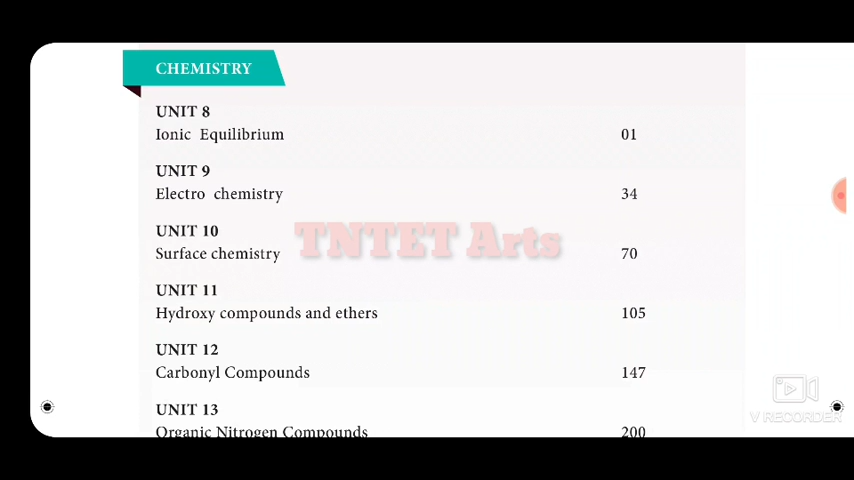 CHEMISTRY
UNIT 8
Ionic Equilibrium 01
UNIT 9
Electro chemistry 34
UNIT 10
Surface chemistry 70
TNTET Arts
UNIT 11
Hydroxy compounds and ethers 105
UNIT 12
Carbonyl Compounds 147
UNIT 13
Organic Nitrogen Compounds 200
V RECORDER